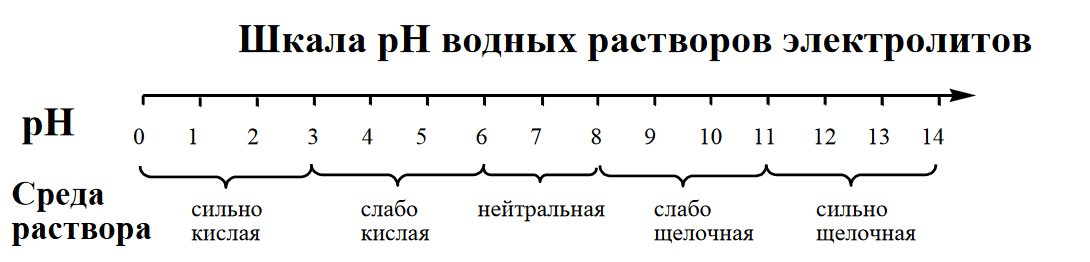 Шкала pH водных растворов электролитов
pH
0 1 2 3 4 5 6 7 8 9 10 11 12 13 14
Среда
раствора
сильно
кислая
слабо
кислая
нейтральная
слабо
щелочная
сильно
щелочная